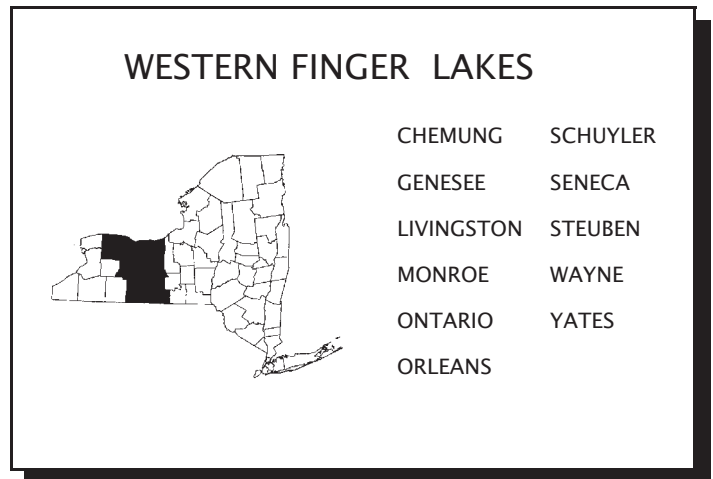 WESTERN FINGER LAKES
CHEMUNG
GENESEE
LIVINGSTON
MONROE
ONTARIO
ORLEANS
SCHUYLER
SENECA
STEUBEN
WAYNE
YATES